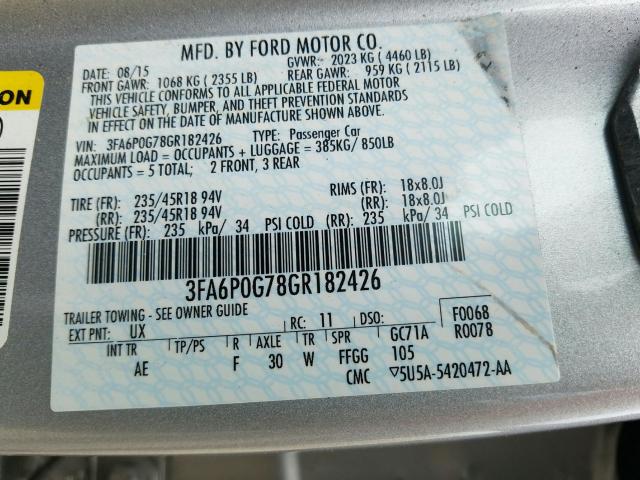 MFD. BY FORD MOTOR CO.
DATE: 08/15 GVWR: 2023 KG ( 4460 LB)
FRONT GAWR: 1068 KG ( 2355 LB) REAR GAWR: 959 KG ( 2115 LB)
THIS VEHICLE CONFORMS TO ALL APPLICABLE FEDERAL MOTOR
VEHICLE SAFETY, BUMPER, AND THEFT PREVENTION STANDARDS
IN EFFECT ON THE DATE OF MANUFACTURE SHOWN ABOVE.
VIN: 3FA6P0G78GR182426 TYPE: Passenger Car
MAXIMUM LOAD = OCCUPANTS + LUGGAGE = 385KG/ 850LB
OCCUPANTS = 5 TOTAL; 2 FRONT, 3 REAR
TIRE (FR): 235/45R18 94V RIMS (FR): 18x8.0J
(RR): 235/45R18 94V (RR): 18x8.0J
PRESSURE (FR): 235 kPa/ 34 PSI COLD (RR): 235 kPa/ 34 PSI COLD
3FA6P0G78GR182426
TRAILER TOWING - SEE OWNER GUIDE
EXT PNT: UX RC: 11 DSO: F0068
R0078
INT TR TP/PS R AXLE TR SPR GC71A
AE F 30 W FFGG 105
CMC ▽5U5A-5420472-AA